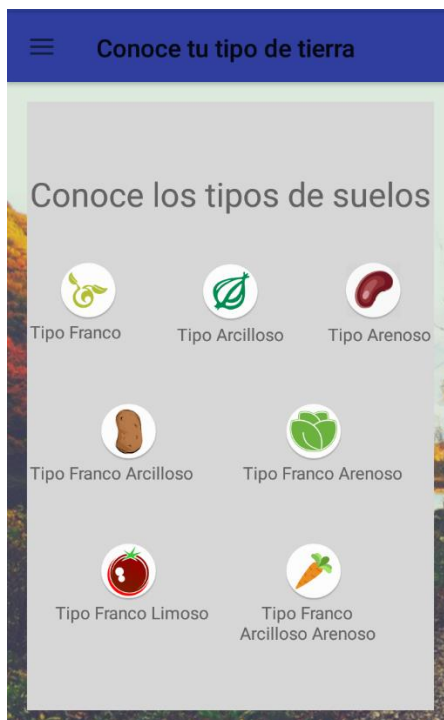 Conoce tu tipo de tierra
Conoce los tipos de suelos
Tipo Franco
Tipo Arcilloso
Tipo Arenoso
Tipo Franco Arcilloso
Tipo Franco Arenoso
Tipo Franco Limoso
Tipo Franco
Arcilloso Arenoso